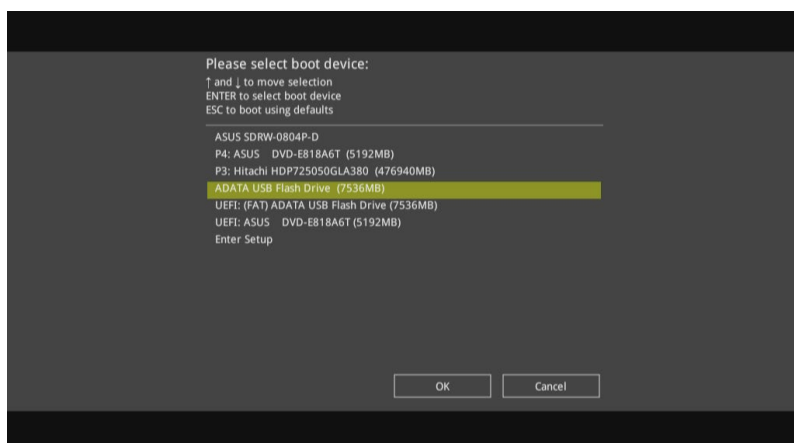 Please select boot device:
↑ and ↓ to move selection
ENTER to select boot device
ESC to boot using defaults
ASUS SDRW-0804P-D
P4: ASUS DVD-E818A6T (5192MB)
P3: Hitachi HDP725050GLA380 (476940MB)
ADATA USB Flash Drive (7536MB)
UEFI: (FAT) ADATA USB Flash Drive (7536MB)
UEFI: ASUS DVD-E818A6T (5192MB)
Enter Setup
OK Cancel